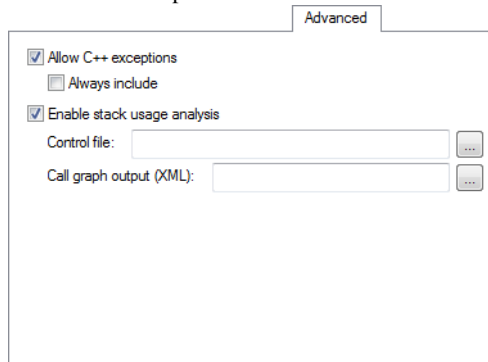 Advanced
Allow C++ exceptions
Always include
Enable stack usage analysis
Control file:
...
Call graph output (XML):
...